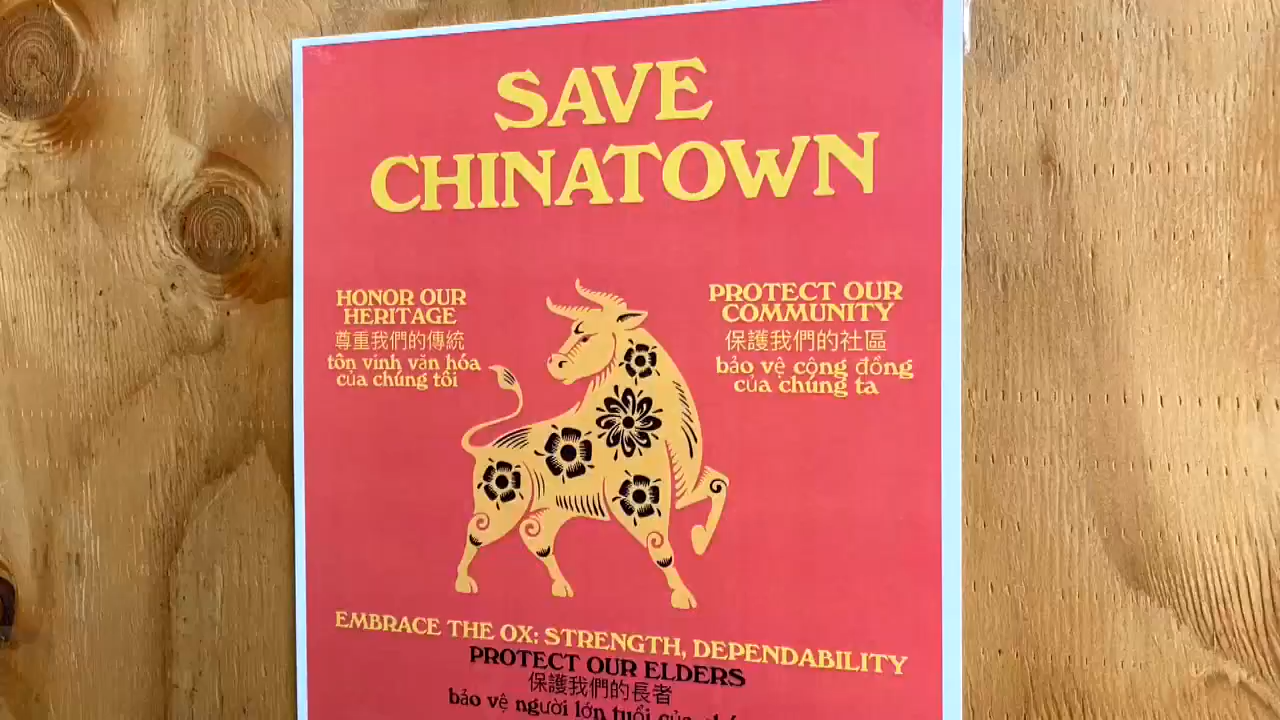 SAVE
CHINATOWN
HONOR OUR
HERITAGE
尊重我們的傳統
tôn vinh văn hóa
của chúng tôi
PROTECT OUR
COMMUNITY
保護我們的社區
bảo vệ cộng đồng
của chúng ta
EMBRACE THE OX: STRENGTH, DEPENDABILITY
PROTECT OUR ELDERS
保護我們的長者
bảo vệ người lớn tuổi của